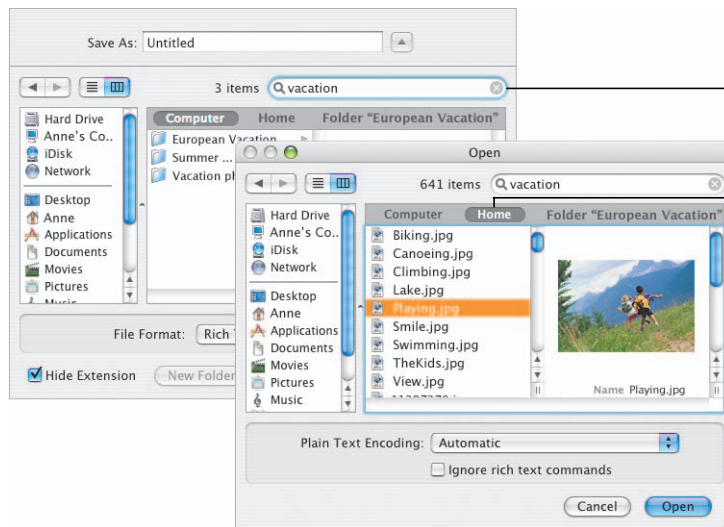 Save As: Untitled
3 items vacation
Hard Drive
Anne's Co..
iDisk
Network
Desktop
Anne
Applications
Documents
Movies
Pictures
Music
Computer Home Folder "European Vacation"
European Vacation
Summer ...
Vacation
File Format: Rich
Hide Extension New Folder
Open
641 items vacation
Hard Drive
Anne's Co..
iDisk
Network
Desktop
Anne
Applications
Documents
Movies
Pictures
Music
Computer Home Folder "European Vacation"
Biking.jpg
Canoeing.jpg
Climbing.jpg
Lake.jpg
Playing.jpg
Smile.jpg
Swimming.jpg
TheKids.jpg
View.jpg
Name Playing.jpg
Plain Text Encoding: Automatic
Ignore rich text commands
Cancel Open